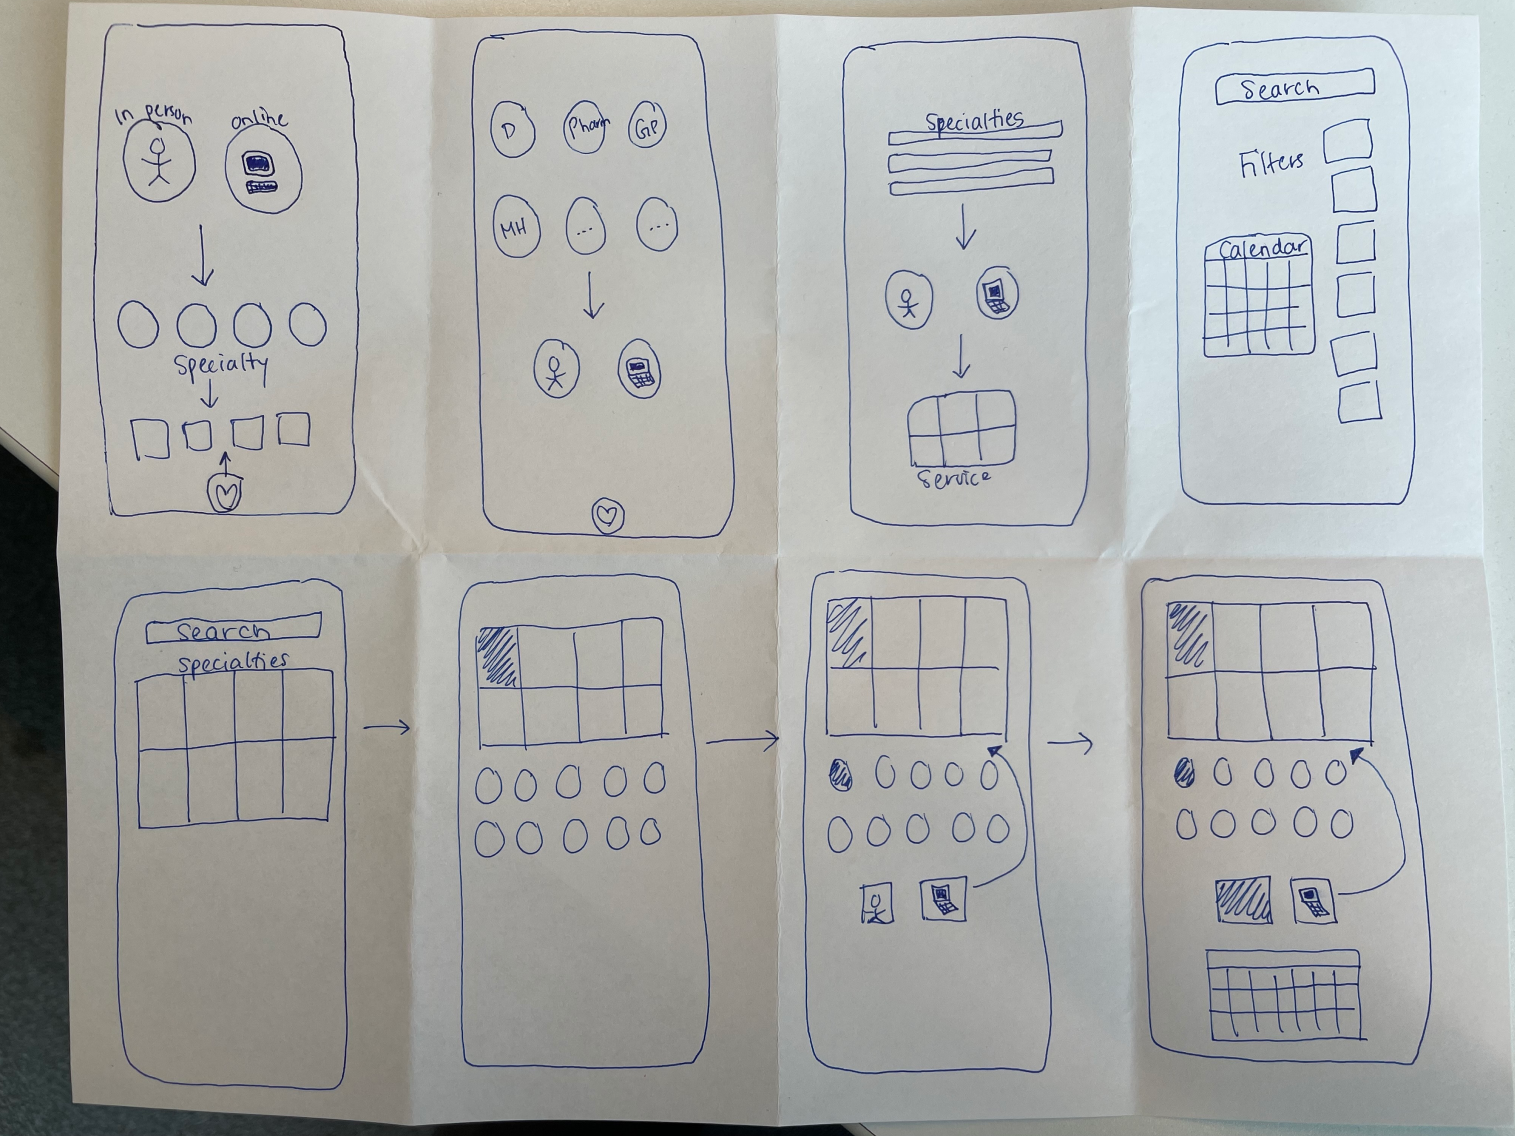 In person
online
Specialty
D
Pharm
GP
MH
...
...
Specialties
Service
Search
Filters
Calendar
Search
Specialties